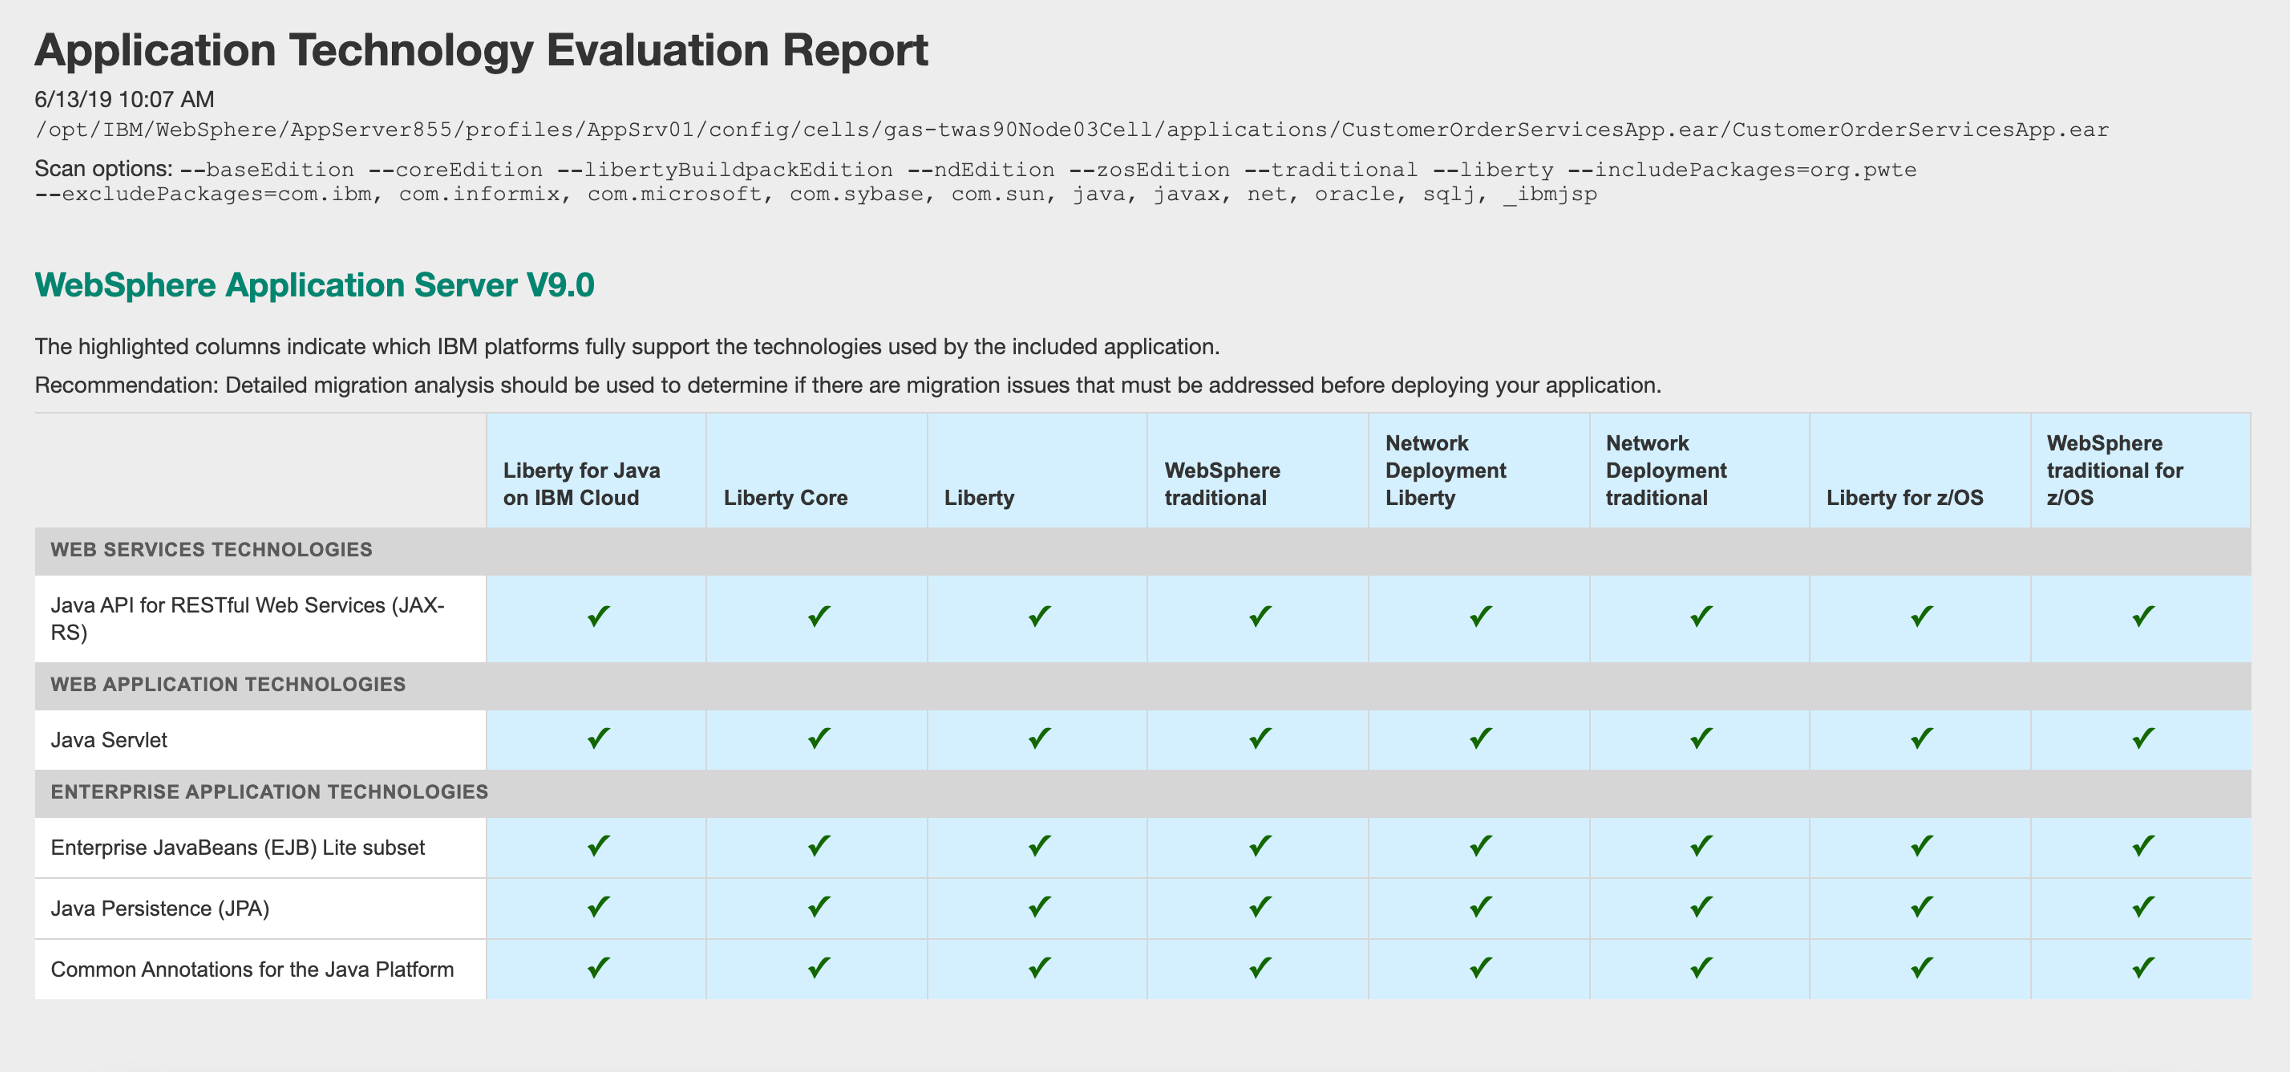 Application Technology Evaluation Report
6/13/19 10:07 AM
/opt/IBM/WebSphere/AppServer855/profiles/AppSrv01/config/cells/gas-twas90Node03Cell/applications/CustomerOrderServicesApp.ear/CustomerOrderServicesApp.ear
Scan options: --baseEdition --coreEdition --libertyBuildpackEdition --ndEdition --zosEdition --traditional --liberty --includePackages=org.pwte
--excludePackages=com.ibm, com.informix, com.microsoft, com.sybase, com.sun, java, javax, net, oracle, sqlj, _ibmjsp
WebSphere Application Server V9.0
The highlighted columns indicate which IBM platforms fully support the technologies used by the included application.
Recommendation: Detailed migration analysis should be used to determine if there are migration issues that must be addressed before deploying your application.
Liberty for Java
on IBM Cloud
Liberty Core
Liberty
WebSphere
traditional
Network
Deployment
Liberty
Network
Deployment
traditional
Liberty for z/OS
WebSphere
traditional for
z/OS
WEB SERVICES TECHNOLOGIES
Java API for RESTful Web Services (JAX-
RS)
✓ ✓ ✓ ✓ ✓ ✓ ✓ ✓
WEB APPLICATION TECHNOLOGIES
Java Servlet ✓ ✓ ✓ ✓ ✓ ✓ ✓ ✓
ENTERPRISE APPLICATION TECHNOLOGIES
Enterprise JavaBeans (EJB) Lite subset ✓ ✓ ✓ ✓ ✓ ✓ ✓ ✓
Java Persistence (JPA) ✓ ✓ ✓ ✓ ✓ ✓ ✓ ✓
Common Annotations for the Java Platform ✓ ✓ ✓ ✓ ✓ ✓ ✓ ✓